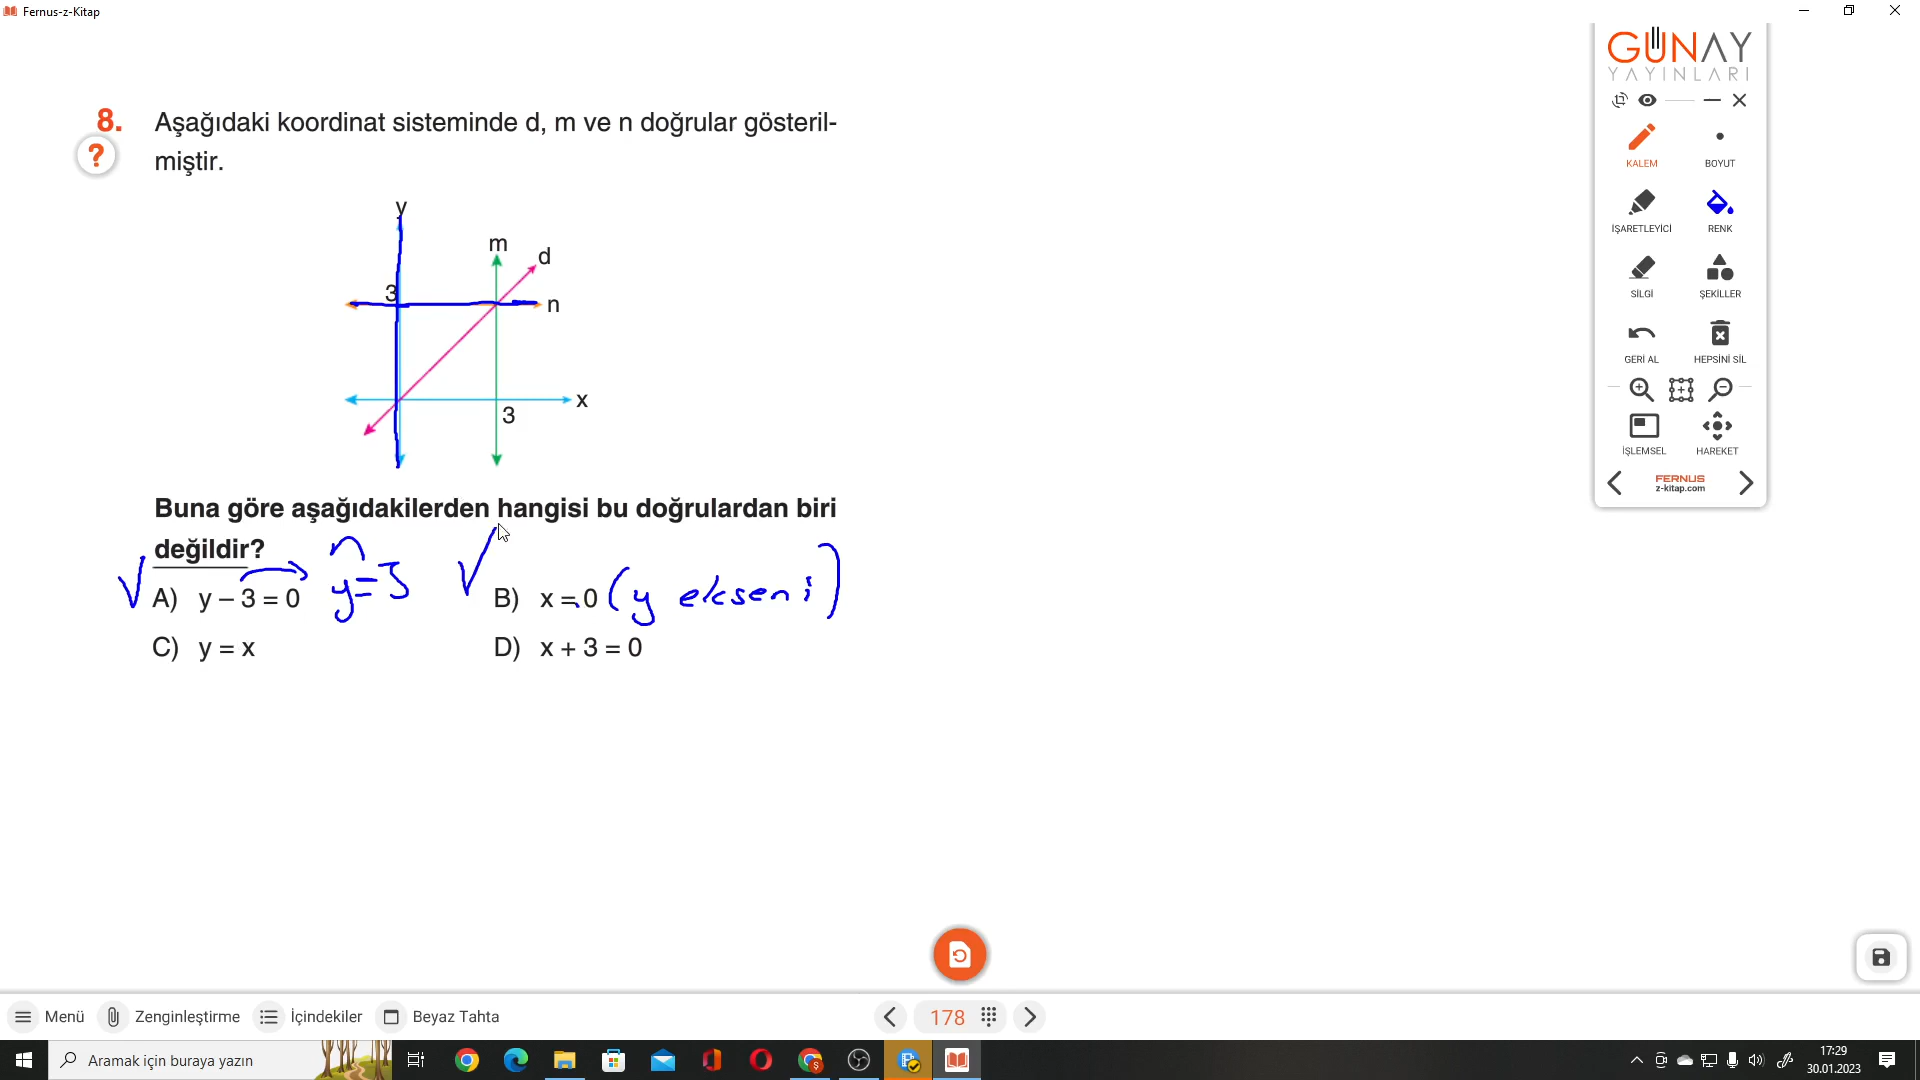 Fernus-z-Kitap
GÜNAY
YAYINLARI
8. Aşağıdaki koordinat sisteminde d, m ve n doğrular gösteril-
?
miştir.
y
m
d
3
n
x
3
Buna göre aşağıdakilerden hangisi bu doğrulardan biri
değildir?
n
A) y – 3 = 0 y=3
B) x = 0 (y ekseni)
C) y = x
D) x + 3 = 0
KALEM BOYUT
İŞARETLEYİCİ RENK
SİLGİ ŞEKİLLER
GERİ AL HEPSİNİ SİL
İŞLEMSEL HAREKET
FERNUS
z-kitap.com
Menü Zenginleştirme İçindekiler Beyaz Tahta 178
Aramak için buraya yazın
17:29
30.01.2023